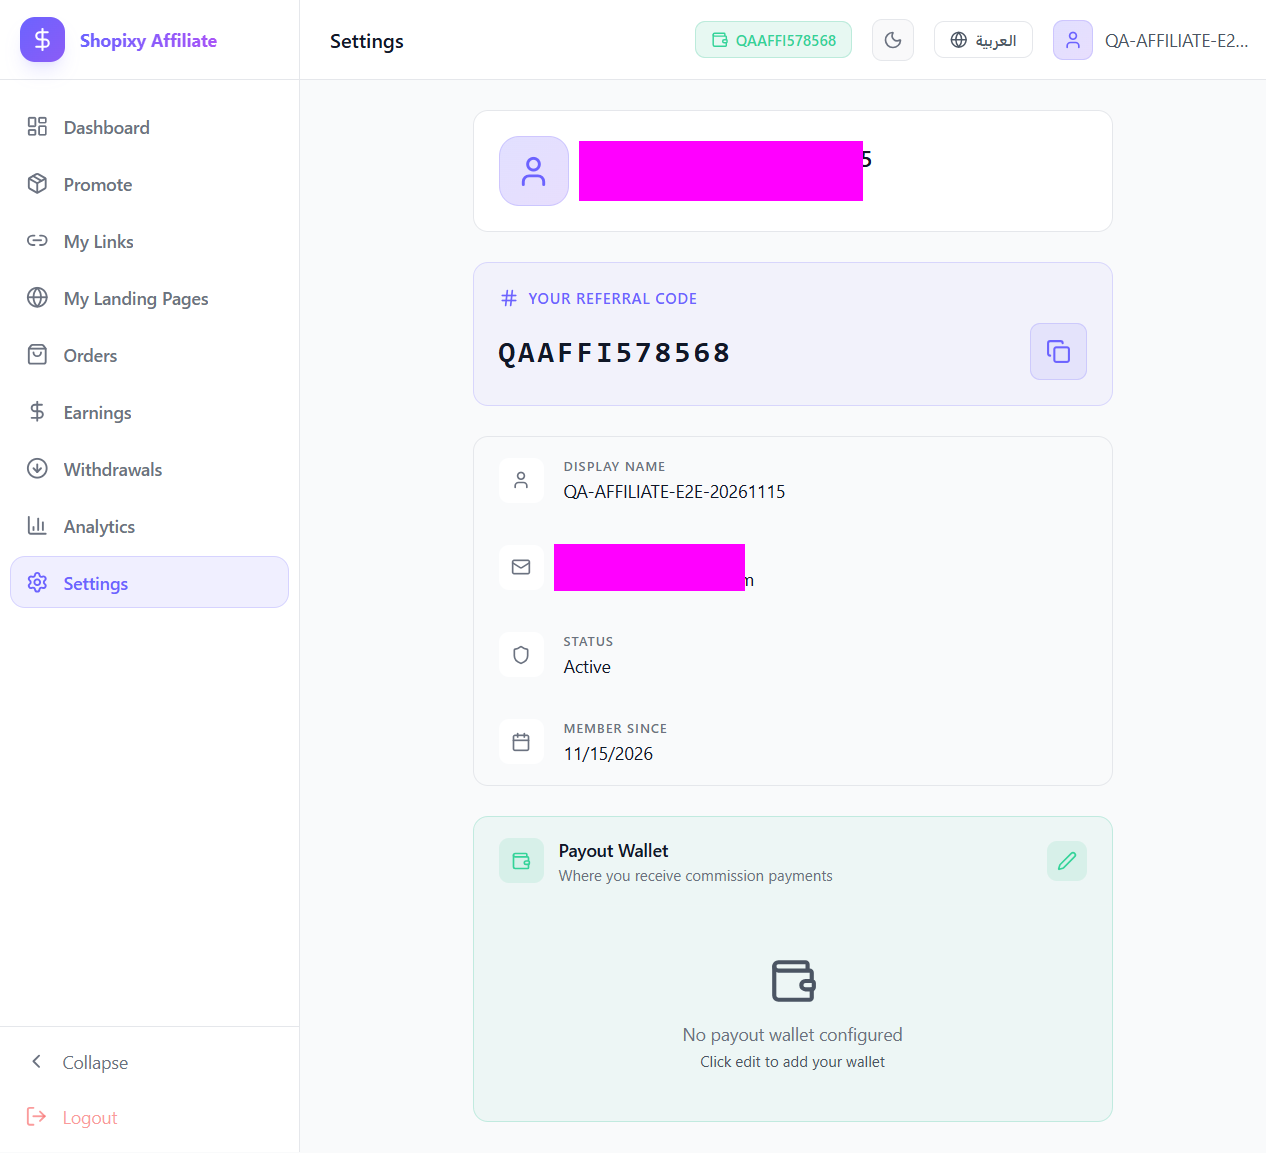 Shopixy Affiliate
Settings
QAAFFI578568
العربية
QA-AFFILIATE-E2...
Dashboard
Promote
My Links
My Landing Pages
Orders
Earnings
Withdrawals
Analytics
Settings
Collapse
Logout
5
YOUR REFERRAL CODE
QAAFFI578568
DISPLAY NAME
QA-AFFILIATE-E2E-20261115
m
STATUS
Active
MEMBER SINCE
11/15/2026
Payout Wallet
Where you receive commission payments
No payout wallet configured
Click edit to add your wallet